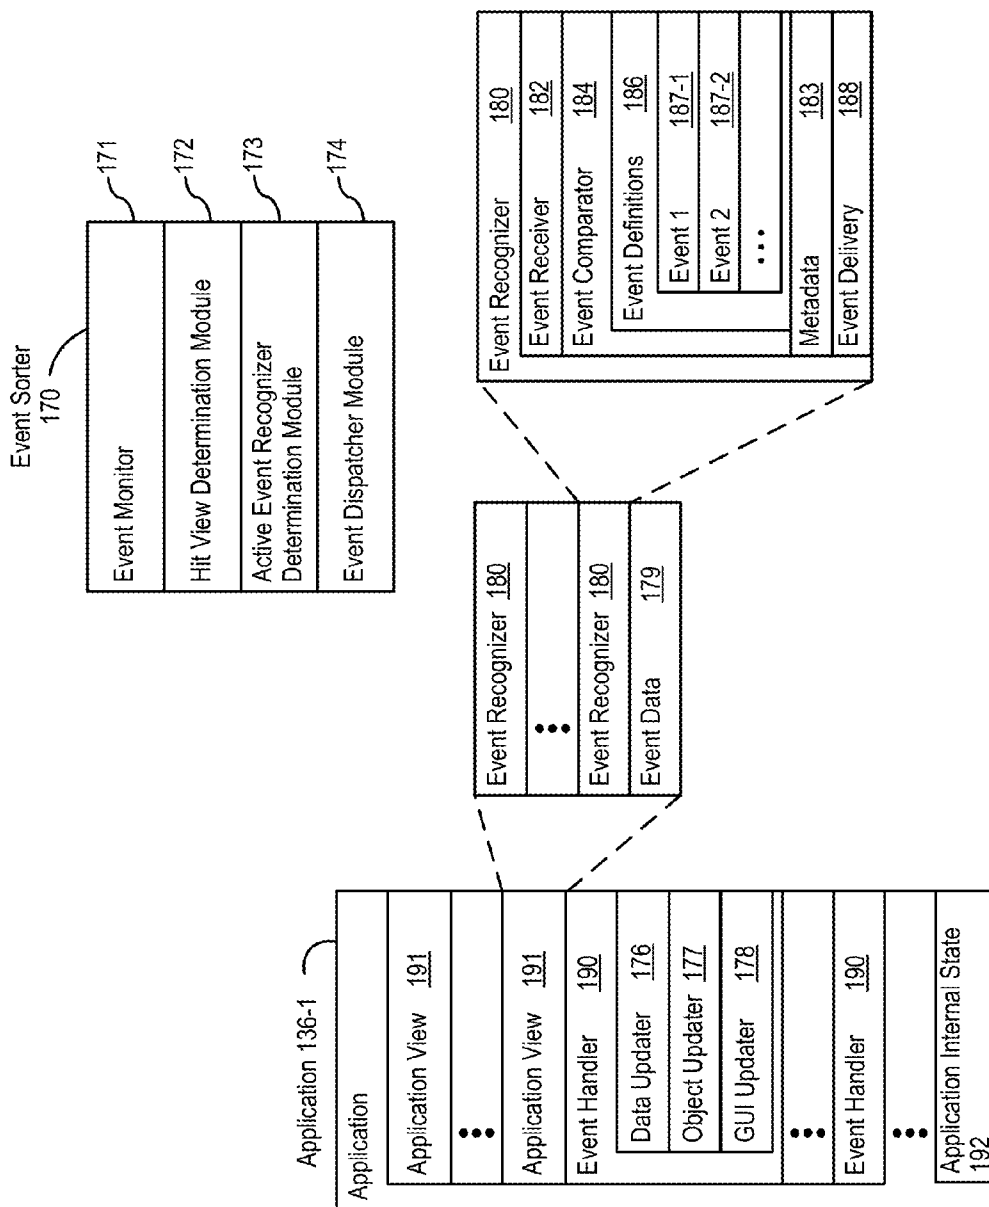 Event Sorter
170
Event Monitor
171
Hit View Determination Module
172
Active Event Recognizer
Determination Module
173
Event Dispatcher Module
174
Application 136-1
Application
Application View 191
•••
Application View 191
Event Handler 190
Data Updater 176
Object Updater 177
GUI Updater 178
•••
Event Handler 190
•••
Application Internal State
192
Event Recognizer 180
•••
Event Recognizer 180
Event Data 179
Event Recognizer 180
Event Receiver 182
Event Comparator 184
Event Definitions 186
Event 1 187-1
Event 2 187-2
•••
Metadata 183
Event Delivery 188